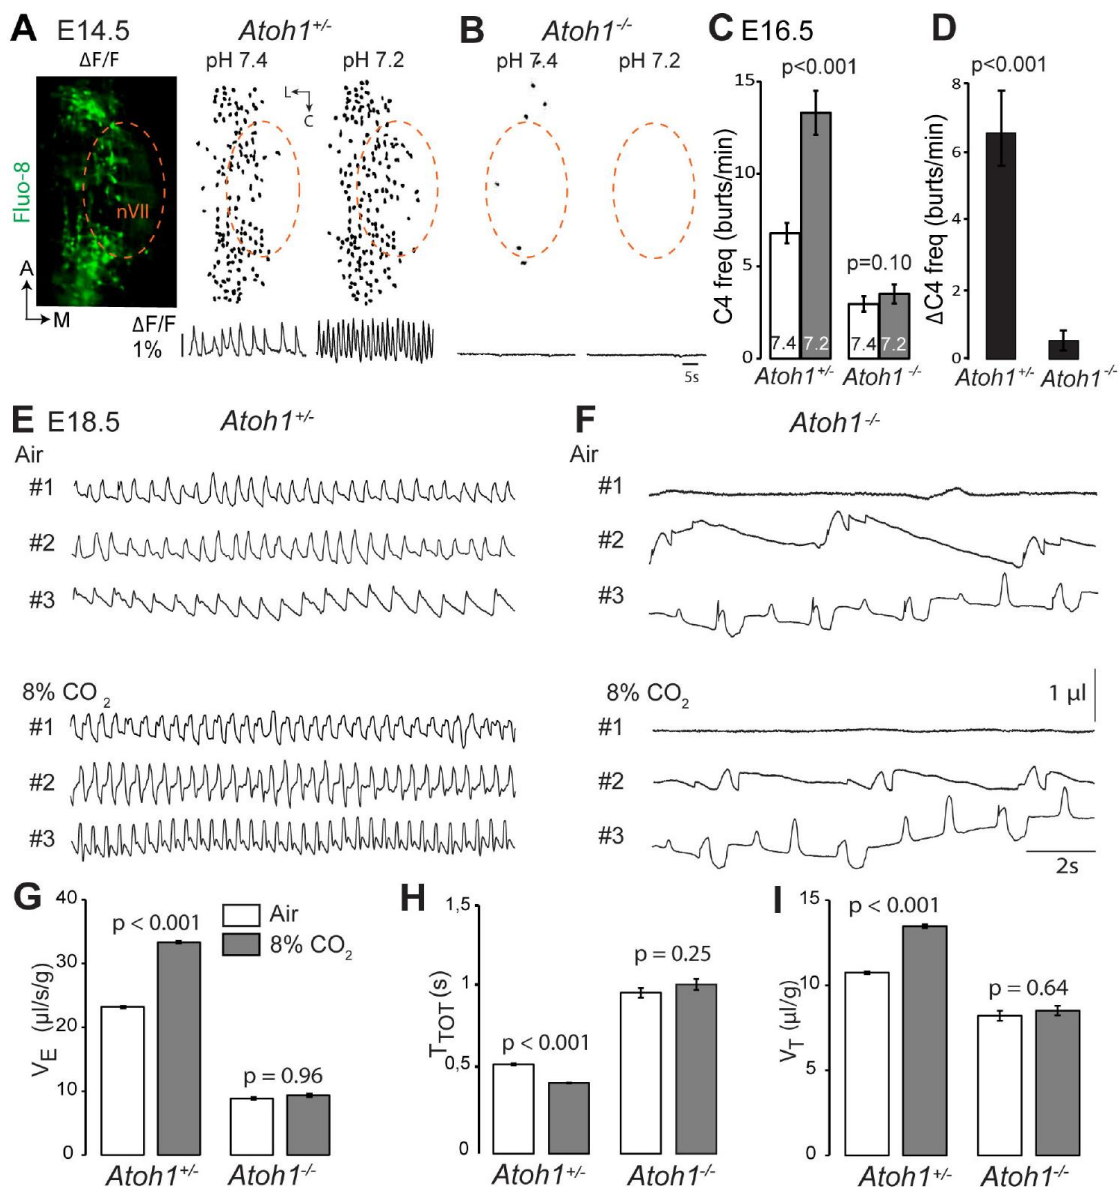 A E14.5 Atoh1+/- B Atoh1-/- C E16.5 D
ΔF/F pH 7.4 pH 7.2 pH 7.4 pH 7.2 p<0.001 p<0.001
L
C
Fluo-8
nVII
A
M
ΔF/F
1%
5s
C4 freq (burts/min)
15
10
5
0
p=0.10
7.4 7.2 7.4 7.2
Atoh1+/- Atoh1-/-
ΔC4 freq (burts/min)
8
6
4
2
0
Atoh1+/- Atoh1-/-
E E18.5 Atoh1+/- F Atoh1-/-
Air Air
#1 #1
#2 #2
#3 #3
8% CO2 8% CO2 1 µl
#1 #1
#2 #2
#3 #3
2s
G
VE (µl/s/g)
40
30
20
10
0
p < 0.001
Air
8% CO2
p = 0.96
Atoh1+/- Atoh1-/-
H
TTOT (s)
1,5
1
0,5
0
p < 0.001
p = 0.25
Atoh1+/- Atoh1-/-
I
VT (µl/g)
15
10
5
0
p < 0.001
p = 0.64
Atoh1+/- Atoh1-/-